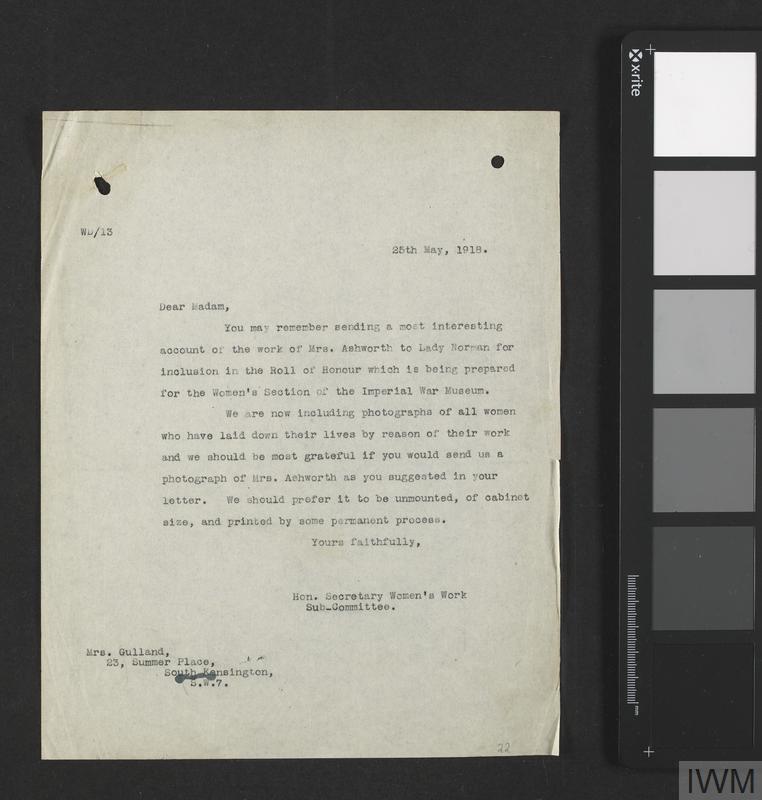 WD/13
25th May, 1918.
Dear Madam,
You may remember sending a most interesting
account of the work of Mrs. Ashworth to Lady Norman for
inclusion in the Roll of Honour which is being prepared
for the Women's Section of the Imperial War Museum.
We are now including photographs of all women
who have laid down their lives by reason of their work
and we should be most grateful if you would send us a
photograph of Mrs. Ashworth as you suggested in your
letter. We should prefer it to be unmounted, of cabinet
size, and printed by some permanent process.
Yours faithfully,
Hon. Secretary Women's Work
Sub-Committee.
Mrs. Gulland,
23, Summer Place,
South Kensington,
S.W.7.
22
x-rite
mm
IWM